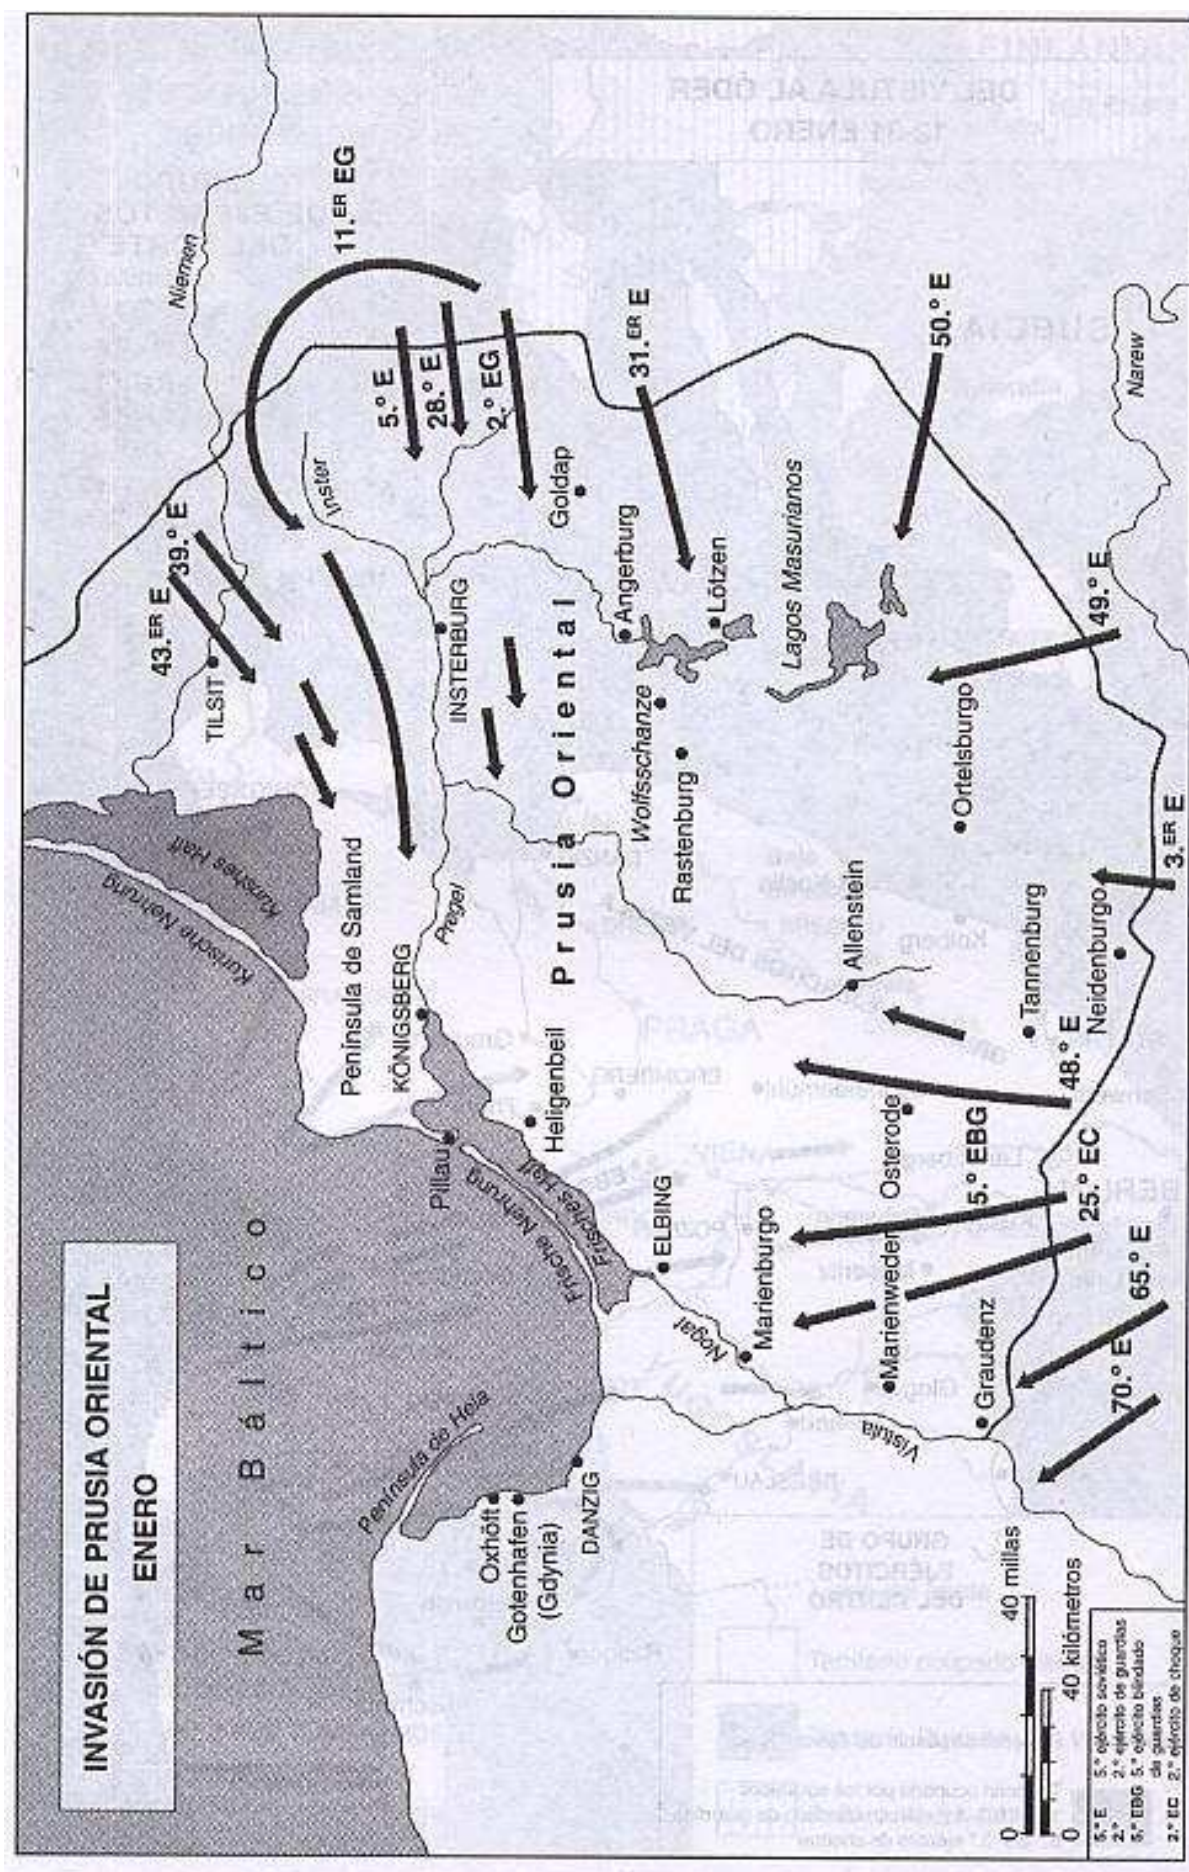 INVASIÓN DE PRUSIA ORIENTAL
ENERO
Mar Báltico
Niemen
11.ER EG
43.ER E
39.º E
TILSIT
Kurisches Haff
Kurische Nehrung
Inster
5.º E
28.º E
2.º EG
Península de Samland
KÖNIGSBERG
Pregel
INSTERBURG
Goldap
Pillau
Heligenbeil
Frisches Haff
Frische Nehrung
Prusia Oriental
Península de Hela
Oxhöft
Gotenhafen
(Gdynia)
DANZIG
ELBING
Nogat
Wolfsschanze
Angerburg
Lötzen
31.ER E
Rastenburg
Marienburgo
Lagos Masurianos
Allenstein
Osterode
Marienweder
Vístula
50.º E
Ortelsburgo
Graudenz
5.º EBG
Tannenburg
Neidenburgo
48.º E
25.º EC
49.º E
Narew
65.º E
70.º E
3.ER E
0 40 millas
0 40 kilómetros
5.º E 5.º ejército soviético
2.º 2.º ejército de guardias
5.º EBG 5.º ejército blindado
de guardias
2.º EC 2.º ejército de choque